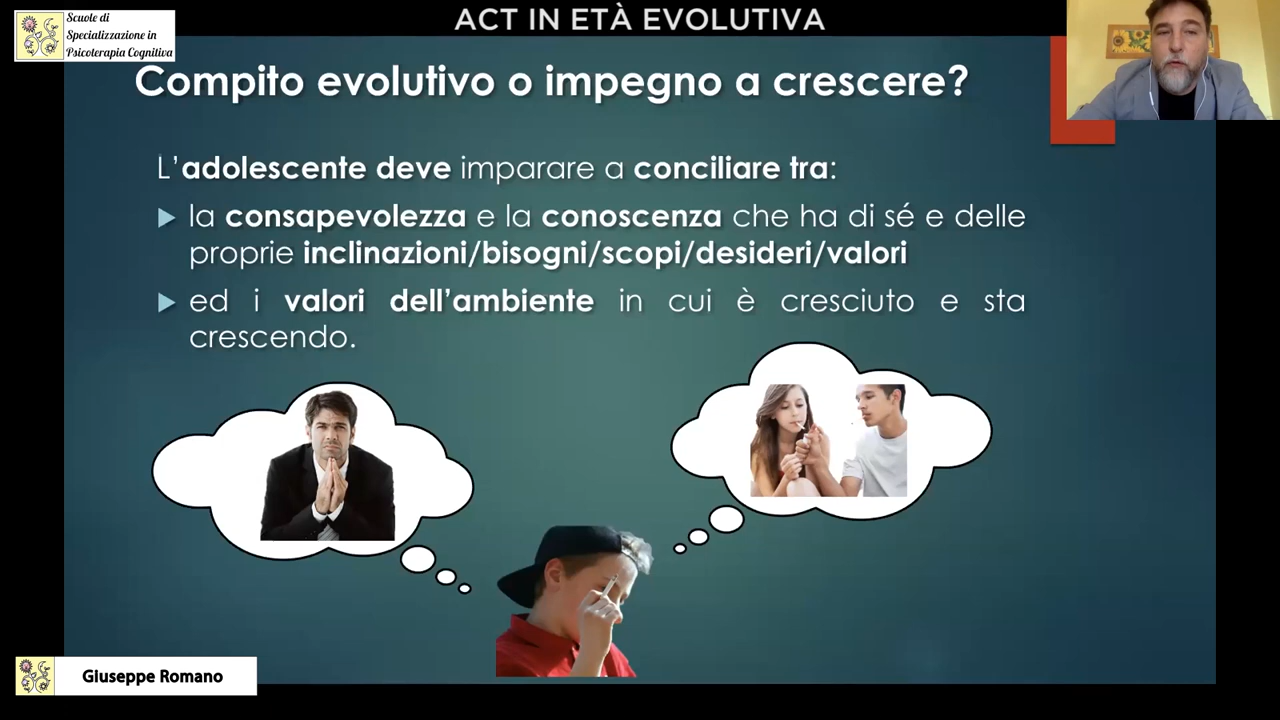 ACT IN ETÀ EVOLUTIVA
Scuole di
Specializzazione in
Psicoterapia Cognitiva
Compito evolutivo o impegno a crescere?
L’adolescente deve imparare a conciliare tra:
la consapevolezza e la conoscenza che ha di sé e delle
proprie inclinazioni/bisogni/scopi/desideri/valori
ed i valori dell’ambiente in cui è cresciuto e sta
crescendo.
Giuseppe Romano